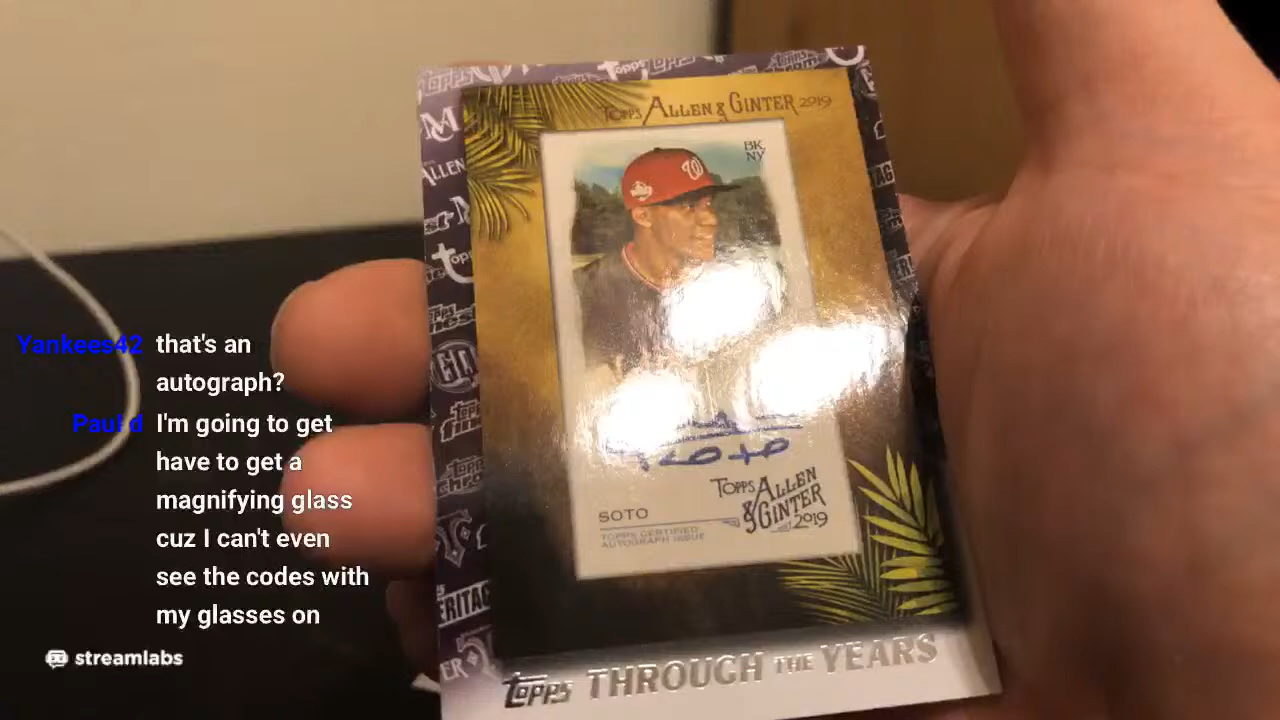 TOPPS ALLEN & GINTER 2019
BK
NY
SOTO
TOPPS CERTIFIED
AUTOGRAPH ISSUE
TOPPS ALLEN
& GINTER
2019
TOPPS THROUGH THE YEARS
Yankees42 that's an
autograph?
Paul d I'm going to get
have to get a
magnifying glass
cuz I can't even
see the codes with
my glasses on
streamlabs